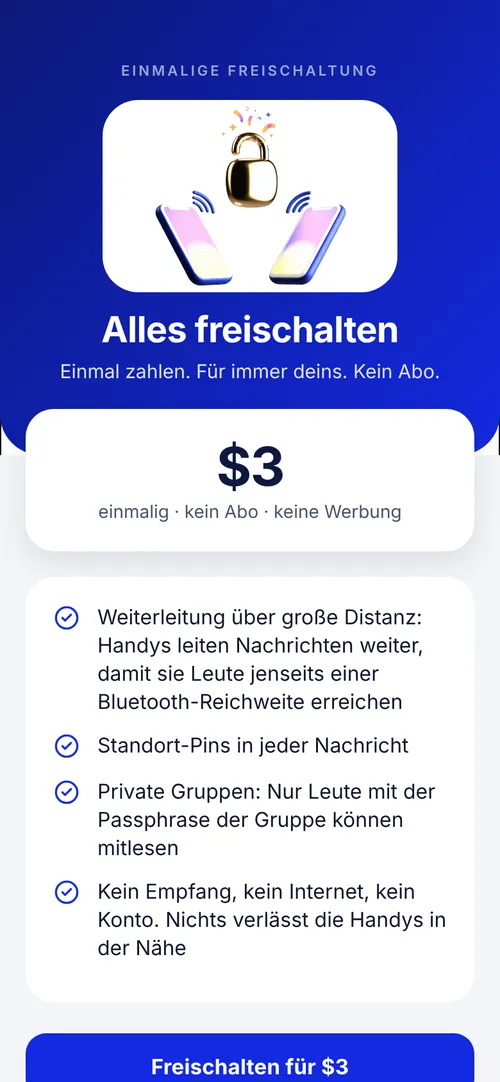 EINMALIGE FREISCHALTUNG
Alles freischalten
Einmal zahlen. Für immer deins. Kein Abo.
$3
einmalig · kein Abo · keine Werbung
Weiterleitung über große Distanz:
Handys leiten Nachrichten weiter,
damit sie Leute jenseits einer
Bluetooth-Reichweite erreichen
Standort-Pins in jeder Nachricht
Private Gruppen: Nur Leute mit der
Passphrase der Gruppe können
mitlesen
Kein Empfang, kein Internet, kein
Konto. Nichts verlässt die Handys in
der Nähe
Freischalten für $3